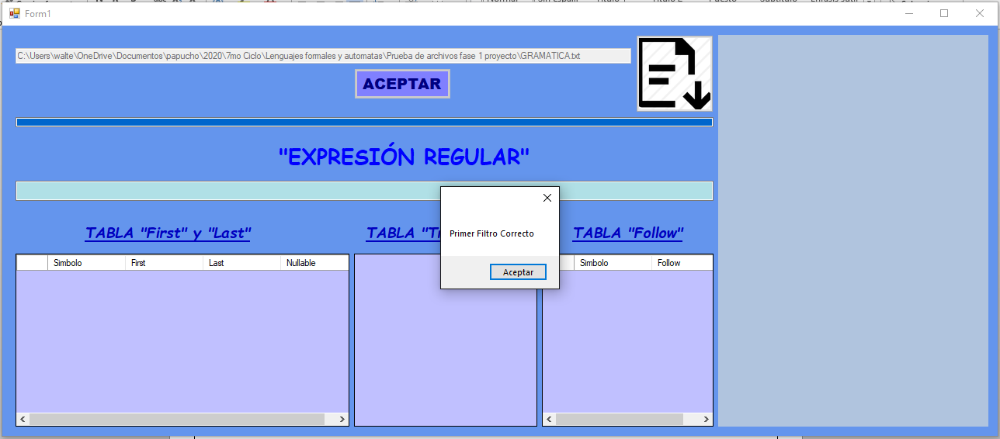 Form1
C:\Users\walte\OneDrive\Documentos\papucho\2020\7mo Ciclo\Lenguajes formales y automatas\Prueba de archivos fase 1 proyecto\GRAMATICA.txt
ACEPTAR
"EXPRESIÓN REGULAR"
Primer Filtro Correcto
Aceptar
TABLA "First" y "Last"
TABLA "Tr
TABLA "Follow"
Simbolo First Last Nullable
Simbolo Follow